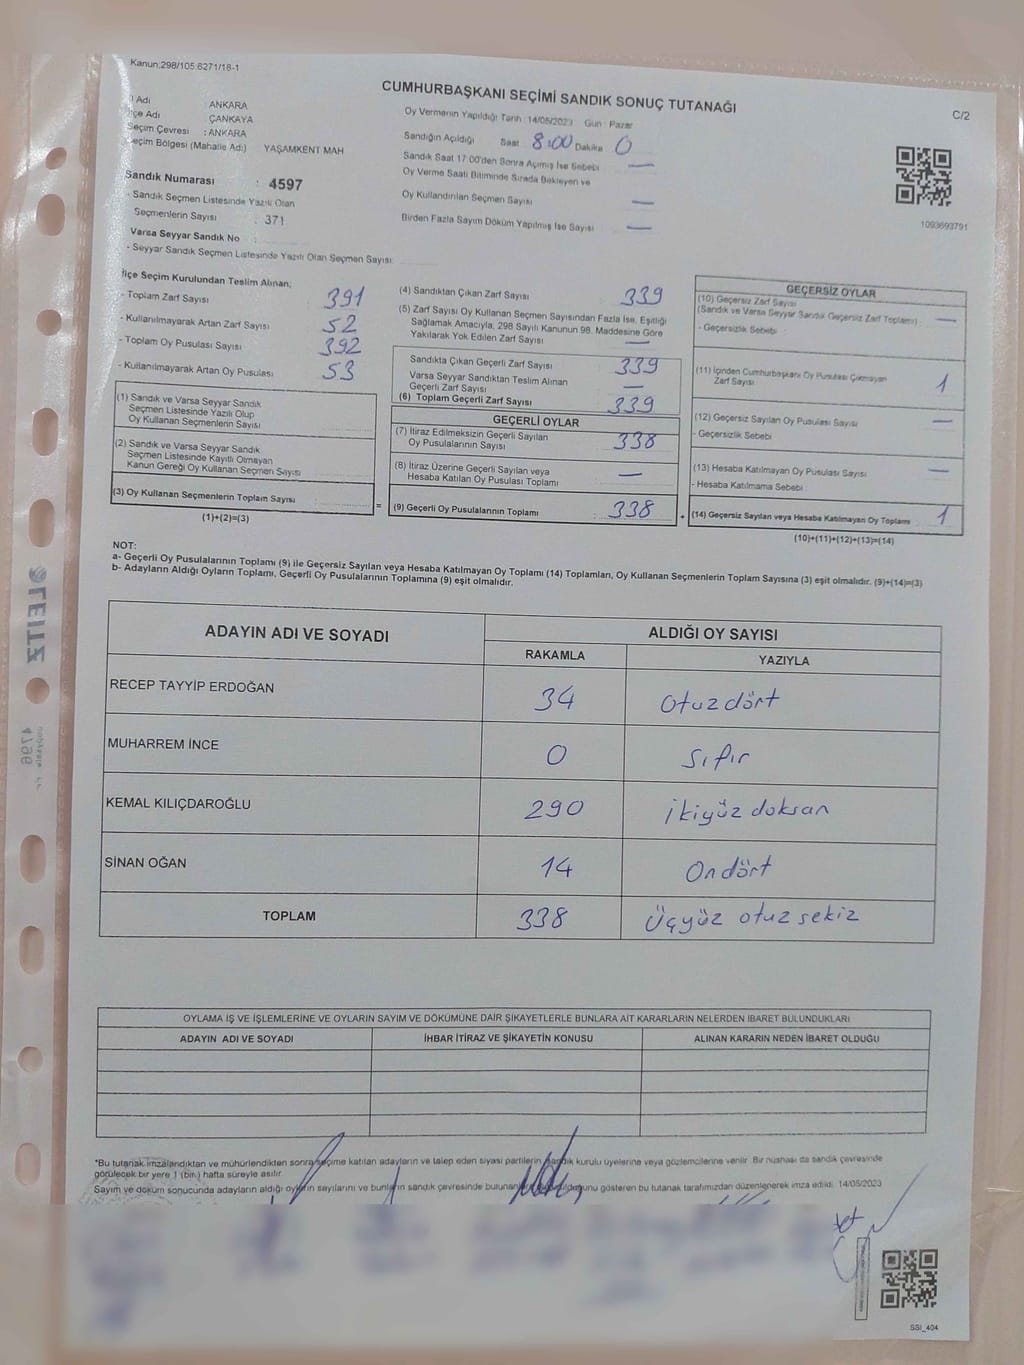 Kanun:298/105 6271/18-1
CUMHURBAŞKANI SEÇİMİ SANDIK SONUÇ TUTANAĞI
C/2
İl Adı : ANKARA
İlçe Adı : ÇANKAYA
Seçim Çevresi : ANKARA
Seçim Bölgesi (Mahalle Adı) YAŞAMKENT MAH
Sandık Numarası : 4597
- Sandık Seçmen Listesinde Yazılı Olan
Seçmenlerin Sayısı : 371
Varsa Seyyar Sandık No :
- Seyyar Sandık Seçmen Listesinde Yazılı Olan Seçmen Sayısı:
Oy Vermenin Yapıldığı Tarih : 14/05/2023 Gün : Pazar
Sandığın Açıldığı Saat 8:00 Dakika 0
Sandık Saat 17:00'den Sonra Açılmış İse Sebebi —
Oy Verme Saati Bitiminde Sırada Bekleyen ve
Oy Kullandırılan Seçmen Sayısı —
Birden Fazla Sayım Döküm Yapılmış İse Sayısı —
1093693791
İlçe Seçim Kurulundan Teslim Alınan;
- Toplam Zarf Sayısı 391
- Kullanılmayarak Artan Zarf Sayısı 52
- Toplam Oy Pusulası Sayısı 392
- Kullanılmayarak Artan Oy Pusulası 53
(1) Sandık ve Varsa Seyyar Sandık
Seçmen Listesinde Yazılı Olup
Oy Kullanan Seçmenlerin Sayısı
(2) Sandık ve Varsa Seyyar Sandık
Seçmen Listesinde Kayıtlı Olmayan
Kanun Gereği Oy Kullanan Seçmen Sayısı
(3) Oy Kullanan Seçmenlerin Toplam Sayısı
(1)+(2)=(3)
=
(4) Sandıktan Çıkan Zarf Sayısı : 339
(5) Zarf Sayısı Oy Kullanan Seçmen Sayısından Fazla İse, Eşitliği
Sağlamak Amacıyla, 298 Sayılı Kanunun 98. Maddesine Göre
Yakılarak Yok Edilen Zarf Sayısı —
Sandıkta Çıkan Geçerli Zarf Sayısı 339
Varsa Seyyar Sandıktan Teslim Alınan
Geçerli Zarf Sayısı —
(6) Toplam Geçerli Zarf Sayısı 339
GEÇERLİ OYLAR
(7) İtiraz Edilmeksizin Geçerli Sayılan
Oy Pusulalarının Sayısı 338
(8) İtiraz Üzerine Geçerli Sayılan veya
Hesaba Katılan Oy Pusulası Toplamı —
(9) Geçerli Oy Pusulalarının Toplamı 338
+
GEÇERSİZ OYLAR
(10) Geçersiz Zarf Sayısı
(Sandık ve Varsa Seyyar Sandık Geçersiz Zarf Toplamı) —
- Geçersizlik Sebebi :
(11) İçinden Cumhurbaşkanı Oy Pusulası Çıkmayan
Zarf Sayısı 1
(12) Geçersiz Sayılan Oy Pusulası Sayısı —
- Geçersizlik Sebebi
(13) Hesaba Katılmayan Oy Pusulası Sayısı —
- Hesaba Katılmama Sebebi
(14) Geçersiz Sayılan veya Hesaba Katılmayan Oy Toplamı 1
(10)+(11)+(12)+(13)=(14)
NOT:
a- Geçerli Oy Pusulalarının Toplamı (9) ile Geçersiz Sayılan veya Hesaba Katılmayan Oy Toplamı (14) Toplamları, Oy Kullanan Seçmenlerin Toplam Sayısına (3) eşit olmalıdır. (9)+(14)=(3)
b- Adayların Aldığı Oyların Toplamı, Geçerli Oy Pusulalarının Toplamına (9) eşit olmalıdır.
ADAYIN ADI VE SOYADI
ALDIĞI OY SAYISI
RAKAMLA YAZIYLA
RECEP TAYYİP ERDOĞAN 34 otuzdört
MUHARREM İNCE 0 sıfır
KEMAL KILIÇDAROĞLU 290 ikiyüz doksan
SİNAN OĞAN 14 Ondört
TOPLAM 338 Üçyüz otuz sekiz
OYLAMA İŞ VE İŞLEMLERİNE VE OYLARIN SAYIM VE DÖKÜMÜNE DAİR ŞİKAYETLERLE BUNLARA AİT KARARLARIN NELERDEN İBARET BULUNDUKLARI
ADAYIN ADI VE SOYADI İHBAR İTİRAZ VE ŞİKAYETİN KONUSU ALINAN KARARIN NEDEN İBARET OLDUĞU
*Bu tutanak imzalandıktan ve mühürlendikten sonra seçime katılan adayların ve talep eden siyasi partilerin sandık kurulu üyelerine veya gözlemcilerine verilir. Bir nüshası da sandık çevresinde
görülecek bir yere 1 (bir) hafta süreyle asılır.
Sayım ve döküm sonucunda adayların aldığı oyların sayılarını ve bunların sandık çevresinde gösteren bu tutanak tarafımızdan düzenlenerek imza edildi. 14/05/2023
SSI_404
LEITZ
4796